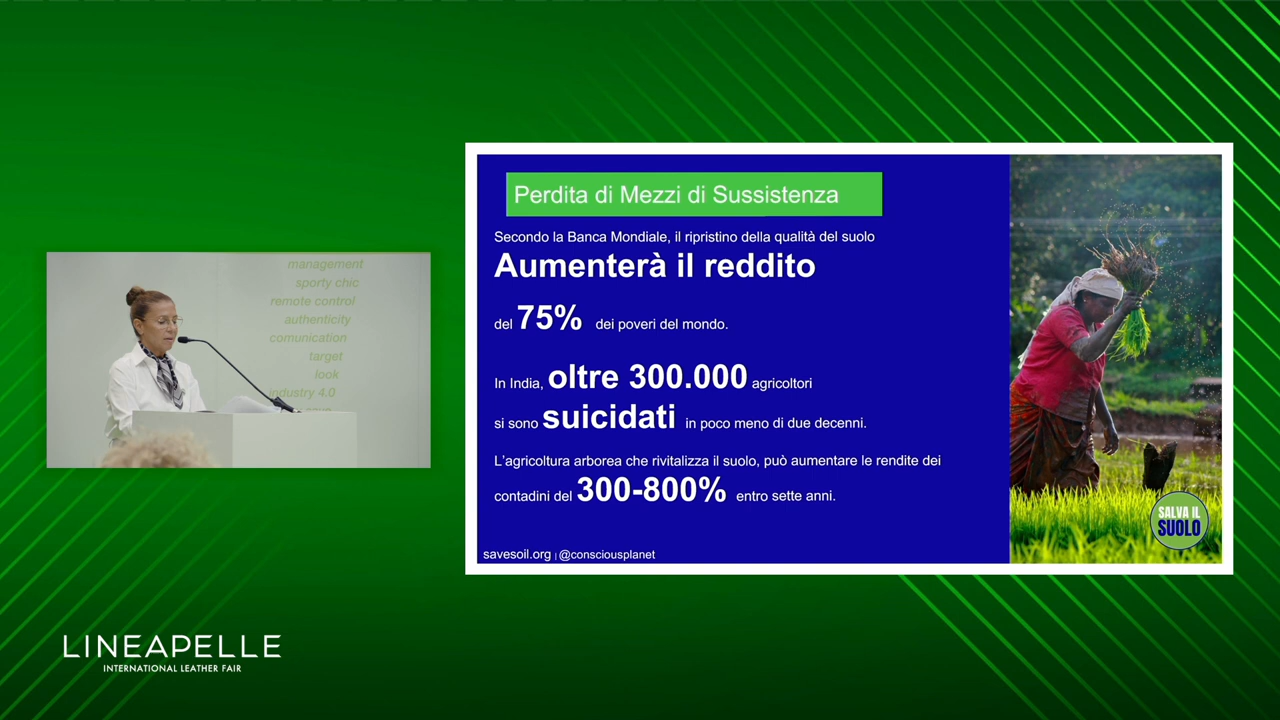 management
sporty chic
remote control
authenticity
comunication
target
look
industry 4.0
LINEAPELLE
INTERNATIONAL LEATHER FAIR
Perdita di Mezzi di Sussistenza
Secondo la Banca Mondiale, il ripristino della qualità del suolo
Aumenterà il reddito
del 75% dei poveri del mondo.
In India, oltre 300.000 agricoltori
si sono suicidati in poco meno di due decenni.
L'agricoltura arborea che rivitalizza il suolo, può aumentare le rendite dei
contadini del 300-800% entro sette anni.
savesoil.org | @consciousplanet
SALVA IL
SUOLO